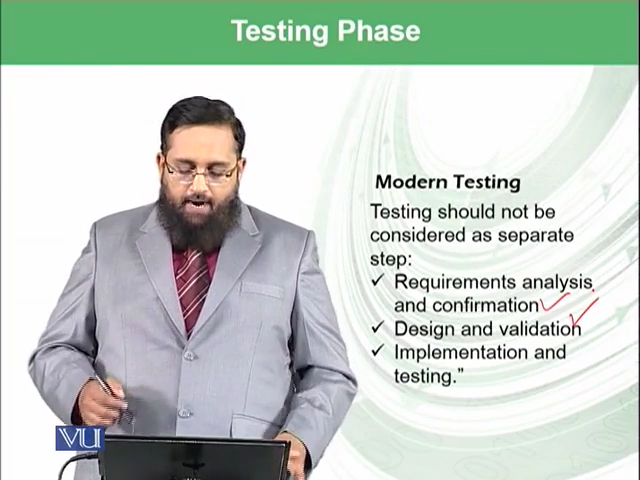 Testing Phase
Modern Testing
Testing should not be
considered as separate
step:
Requirements analysis
and confirmation
Design and validation
Implementation and
testing."
VU